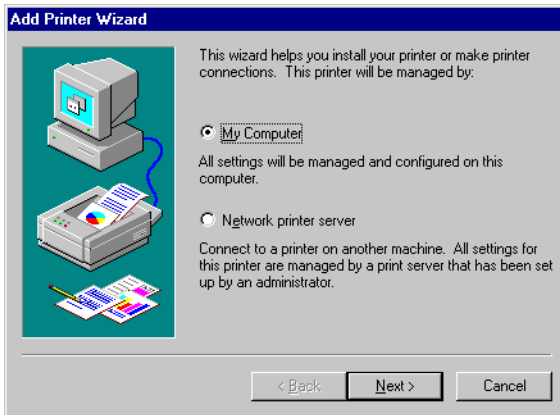 Add Printer Wizard
This wizard helps you install your printer or make printer
connections.  This printer will be managed by:
My Computer
All settings will be managed and configured on this
computer.
Network printer server
Connect to a printer on another machine.  All settings for
this printer are managed by a print server that has been set
up by an administrator.
< Back
Next >
Cancel